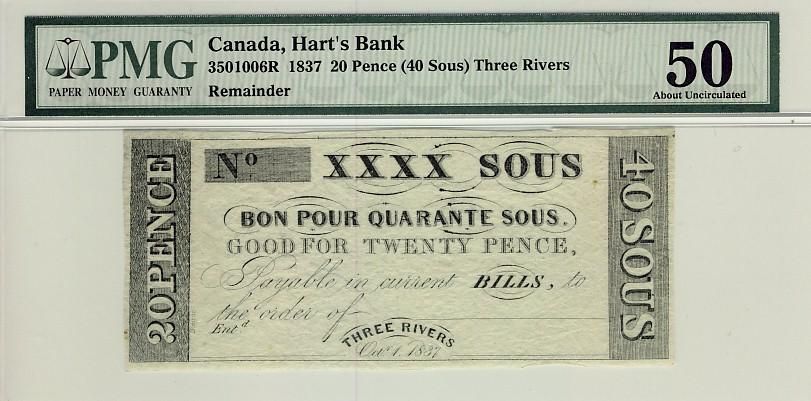 PMG
PAPER MONEY GUARANTY
Canada, Hart's Bank
3501006R 1837 20 Pence (40 Sous) Three Rivers
Remainder
50
About Uncirculated
20 PENCE
No
XXXX SOUS
BON POUR QUARANTE SOUS.
GOOD FOR TWENTY PENCE,
Payable in current BILLS, to
the order of
Entd
THREE RIVERS
1, 1837
40 SOUS